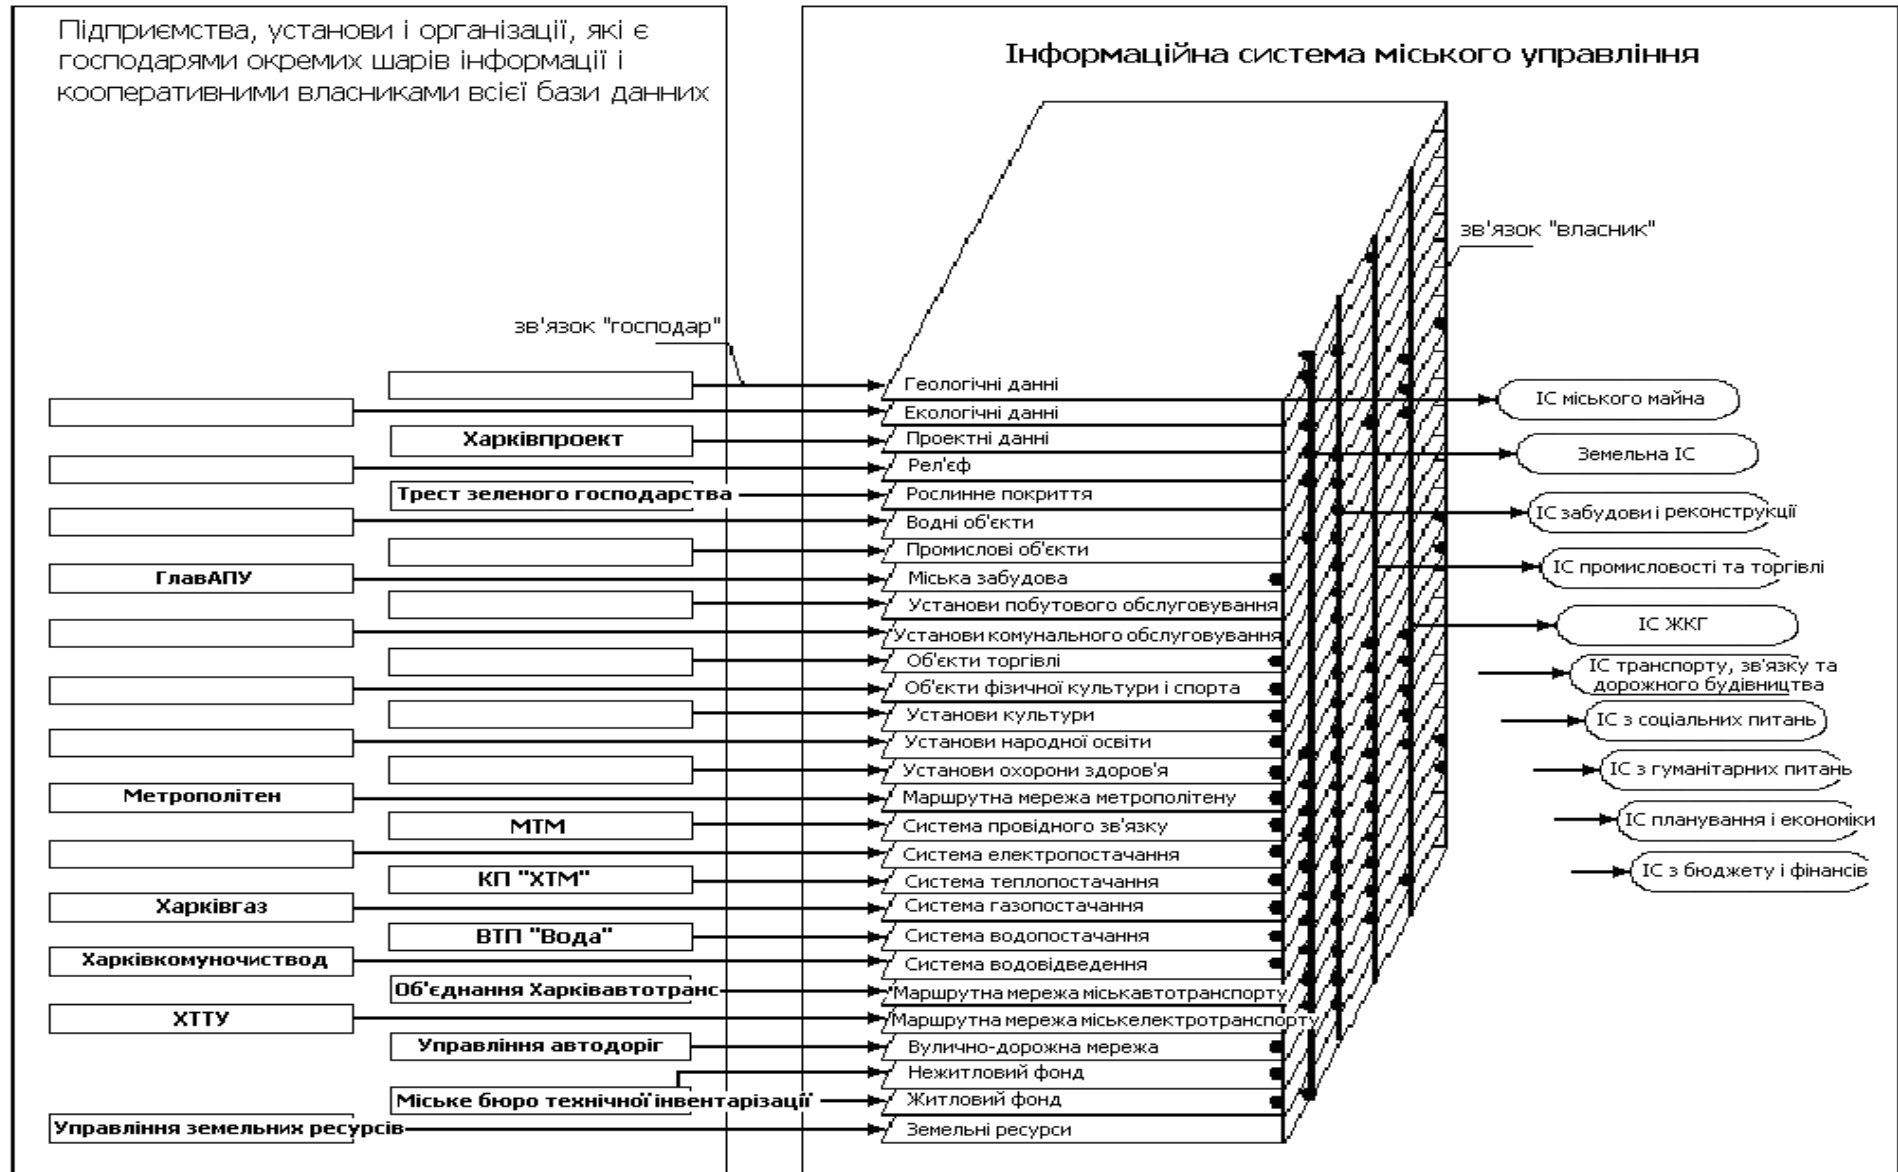 Підприємства, установи і організації, які є
господарями окремих шарів інформації і
кооперативними власниками всієї бази данних
Інформаційна система міського управління
зв'язок "власник"
зв'язок "господар"
Харківпроект
Трест зеленого господарства
ГлавАПУ
Метрополітен
МТМ
КП "ХТМ"
Харківгаз
ВТП "Вода"
Харківкомуночиствод
Об'єднання Харківавтотранс
ХТТУ
Управління автодоріг
Міське бюро технічної інвентарізації
Управління земельних ресурсів
Геологічні данні
Екологічні данні
Проектні данні
Рел'єф
Рослинне покриття
Водні об'єкти
Промислові об'єкти
Міська забудова
Установи побутового обслуговування
Установи комунального обслуговування
Об'єкти торгівлі
Об'єкти фізичної культури і спорта
Установи культури
Установи народної освіти
Установи охорони здоров'я
Маршрутна мережа метрополітену
Система провідного зв'язку
Система електропостачання
Система теплопостачання
Система газопостачання
Система водопостачання
Система водовідведення
Маршрутна мережа міськавтотранспорту
Маршрутна мережа міськелектротранспорту
Вулично-дорожна мережа
Нежитловий фонд
Житловий фонд
Земельні ресурси
ІС міського майна
Земельна ІС
ІС забудови і реконструкції
ІС промисловості та торгівлі
ІС ЖКГ
ІС транспорту, зв'язку та
дорожного будівництва
ІС з соціальних питань
ІС з гуманітарних питань
ІС планування і економіки
ІС з бюджету і фінансів